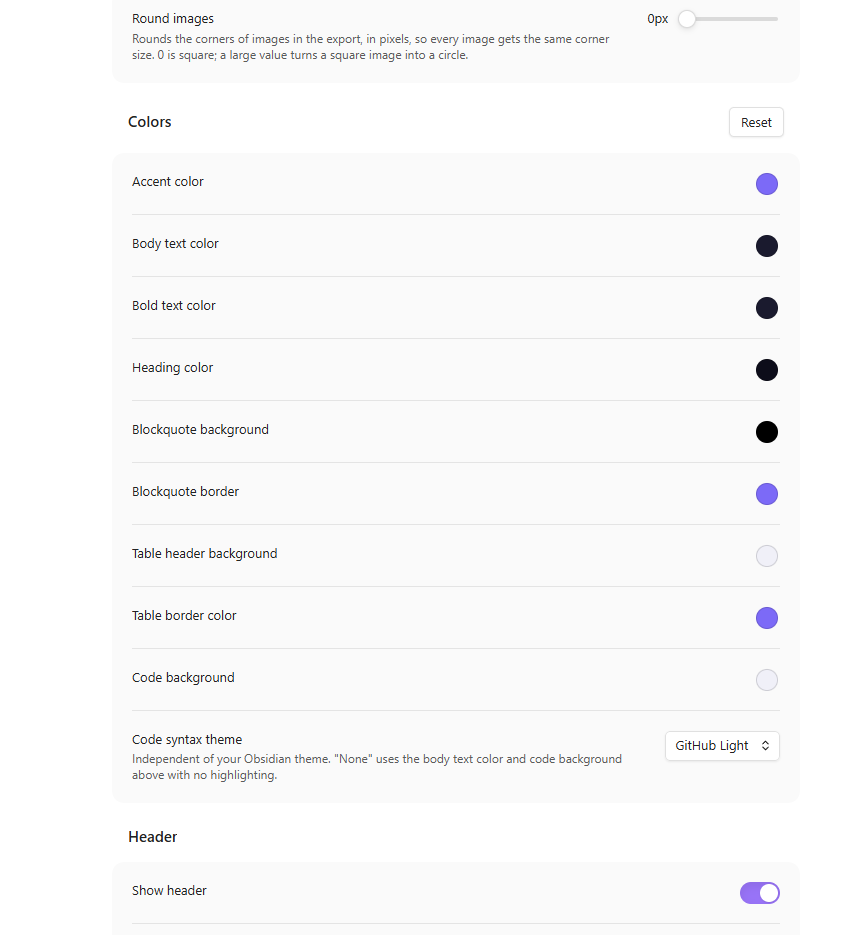 Round images
0px
Rounds the corners of images in the export, in pixels, so every image gets the same corner
size. 0 is square; a large value turns a square image into a circle.
Colors
Reset
Accent color
Body text color
Bold text color
Heading color
Blockquote background
Blockquote border
Table header background
Table border color
Code background
Code syntax theme
GitHub Light
Independent of your Obsidian theme. "None" uses the body text color and code background
above with no highlighting.
Header
Show header